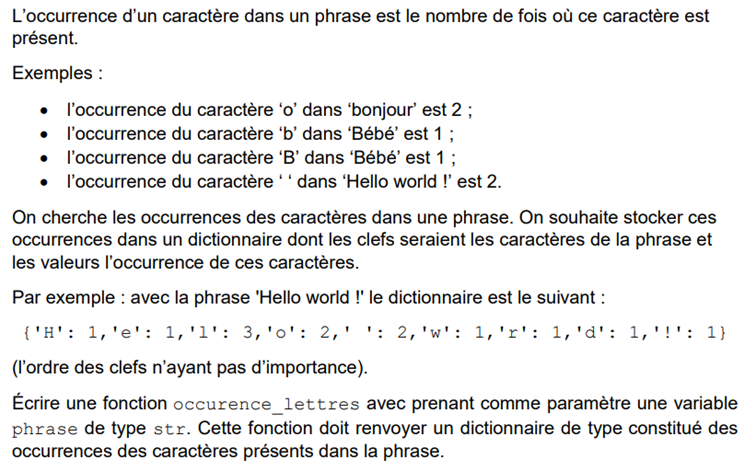 L’occurrence d’un caractère dans un phrase est le nombre de fois où ce caractère est
présent.
Exemples :
• l’occurrence du caractère ‘o’ dans ‘bonjour’ est 2 ;
• l’occurrence du caractère ‘b’ dans ‘Bébé’ est 1 ;
• l’occurrence du caractère ‘B’ dans ‘Bébé’ est 1 ;
• l’occurrence du caractère ‘ ‘ dans ‘Hello world !’ est 2.
On cherche les occurrences des caractères dans une phrase. On souhaite stocker ces
occurrences dans un dictionnaire dont les clefs seraient les caractères de la phrase et
les valeurs l’occurrence de ces caractères.
Par exemple : avec la phrase 'Hello world !' le dictionnaire est le suivant :
{'H': 1,'e': 1,'l': 3,'o': 2,' ': 2,'w': 1,'r': 1,'d': 1,'!': 1}
(l’ordre des clefs n’ayant pas d’importance).
Écrire une fonction occurence_lettres avec prenant comme paramètre une variable
phrase de type str. Cette fonction doit renvoyer un dictionnaire de type constitué des
occurrences des caractères présents dans la phrase.